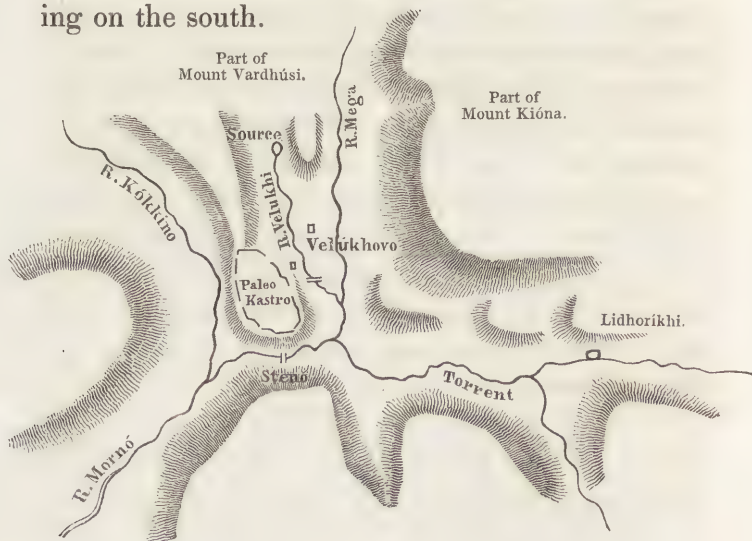 ing on the south.
Part of
Mount Vardhúsi.
Part of
Mount Kióna.
Source
R. Mega
R. Kókkino
R. Velukhi
Velúkhovo
Paleo
Kastro
Lidhoríkhi.
Stenó
Torrent
R. Mornó